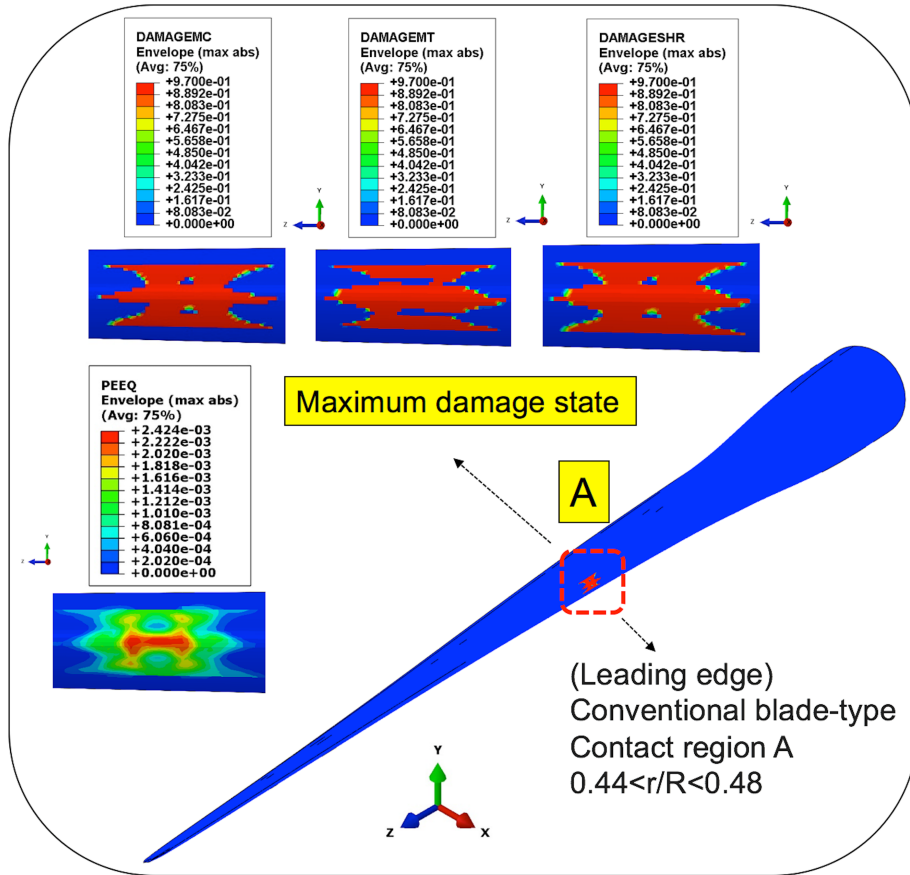 DAMAGEMC
Envelope (max abs)
(Avg: 75%)
+9.700e-01
+8.892e-01
+8.083e-01
+7.275e-01
+6.467e-01
+5.658e-01
+4.850e-01
+4.042e-01
+3.233e-01
+2.425e-01
+1.617e-01
+8.083e-02
+0.000e+00
Y
Z
DAMAGEMT
Envelope (max abs)
(Avg: 75%)
+9.700e-01
+8.892e-01
+8.083e-01
+7.275e-01
+6.467e-01
+5.658e-01
+4.850e-01
+4.042e-01
+3.233e-01
+2.425e-01
+1.617e-01
+8.083e-02
+0.000e+00
Y
Z
DAMAGESHR
Envelope (max abs)
(Avg: 75%)
+9.700e-01
+8.892e-01
+8.083e-01
+7.275e-01
+6.467e-01
+5.658e-01
+4.850e-01
+4.042e-01
+3.233e-01
+2.425e-01
+1.617e-01
+8.083e-02
+0.000e+00
Y
Z
PEEQ
Envelope (max abs)
(Avg: 75%)
+2.424e-03
+2.222e-03
+2.020e-03
+1.818e-03
+1.616e-03
+1.414e-03
+1.212e-03
+1.010e-03
+8.081e-04
+6.060e-04
+4.040e-04
+2.020e-04
+0.000e+00
Y
Z
Maximum damage state
A
(Leading edge)
Conventional blade-type
Contact region A
0.44<r/R<0.48
Y
Z
X